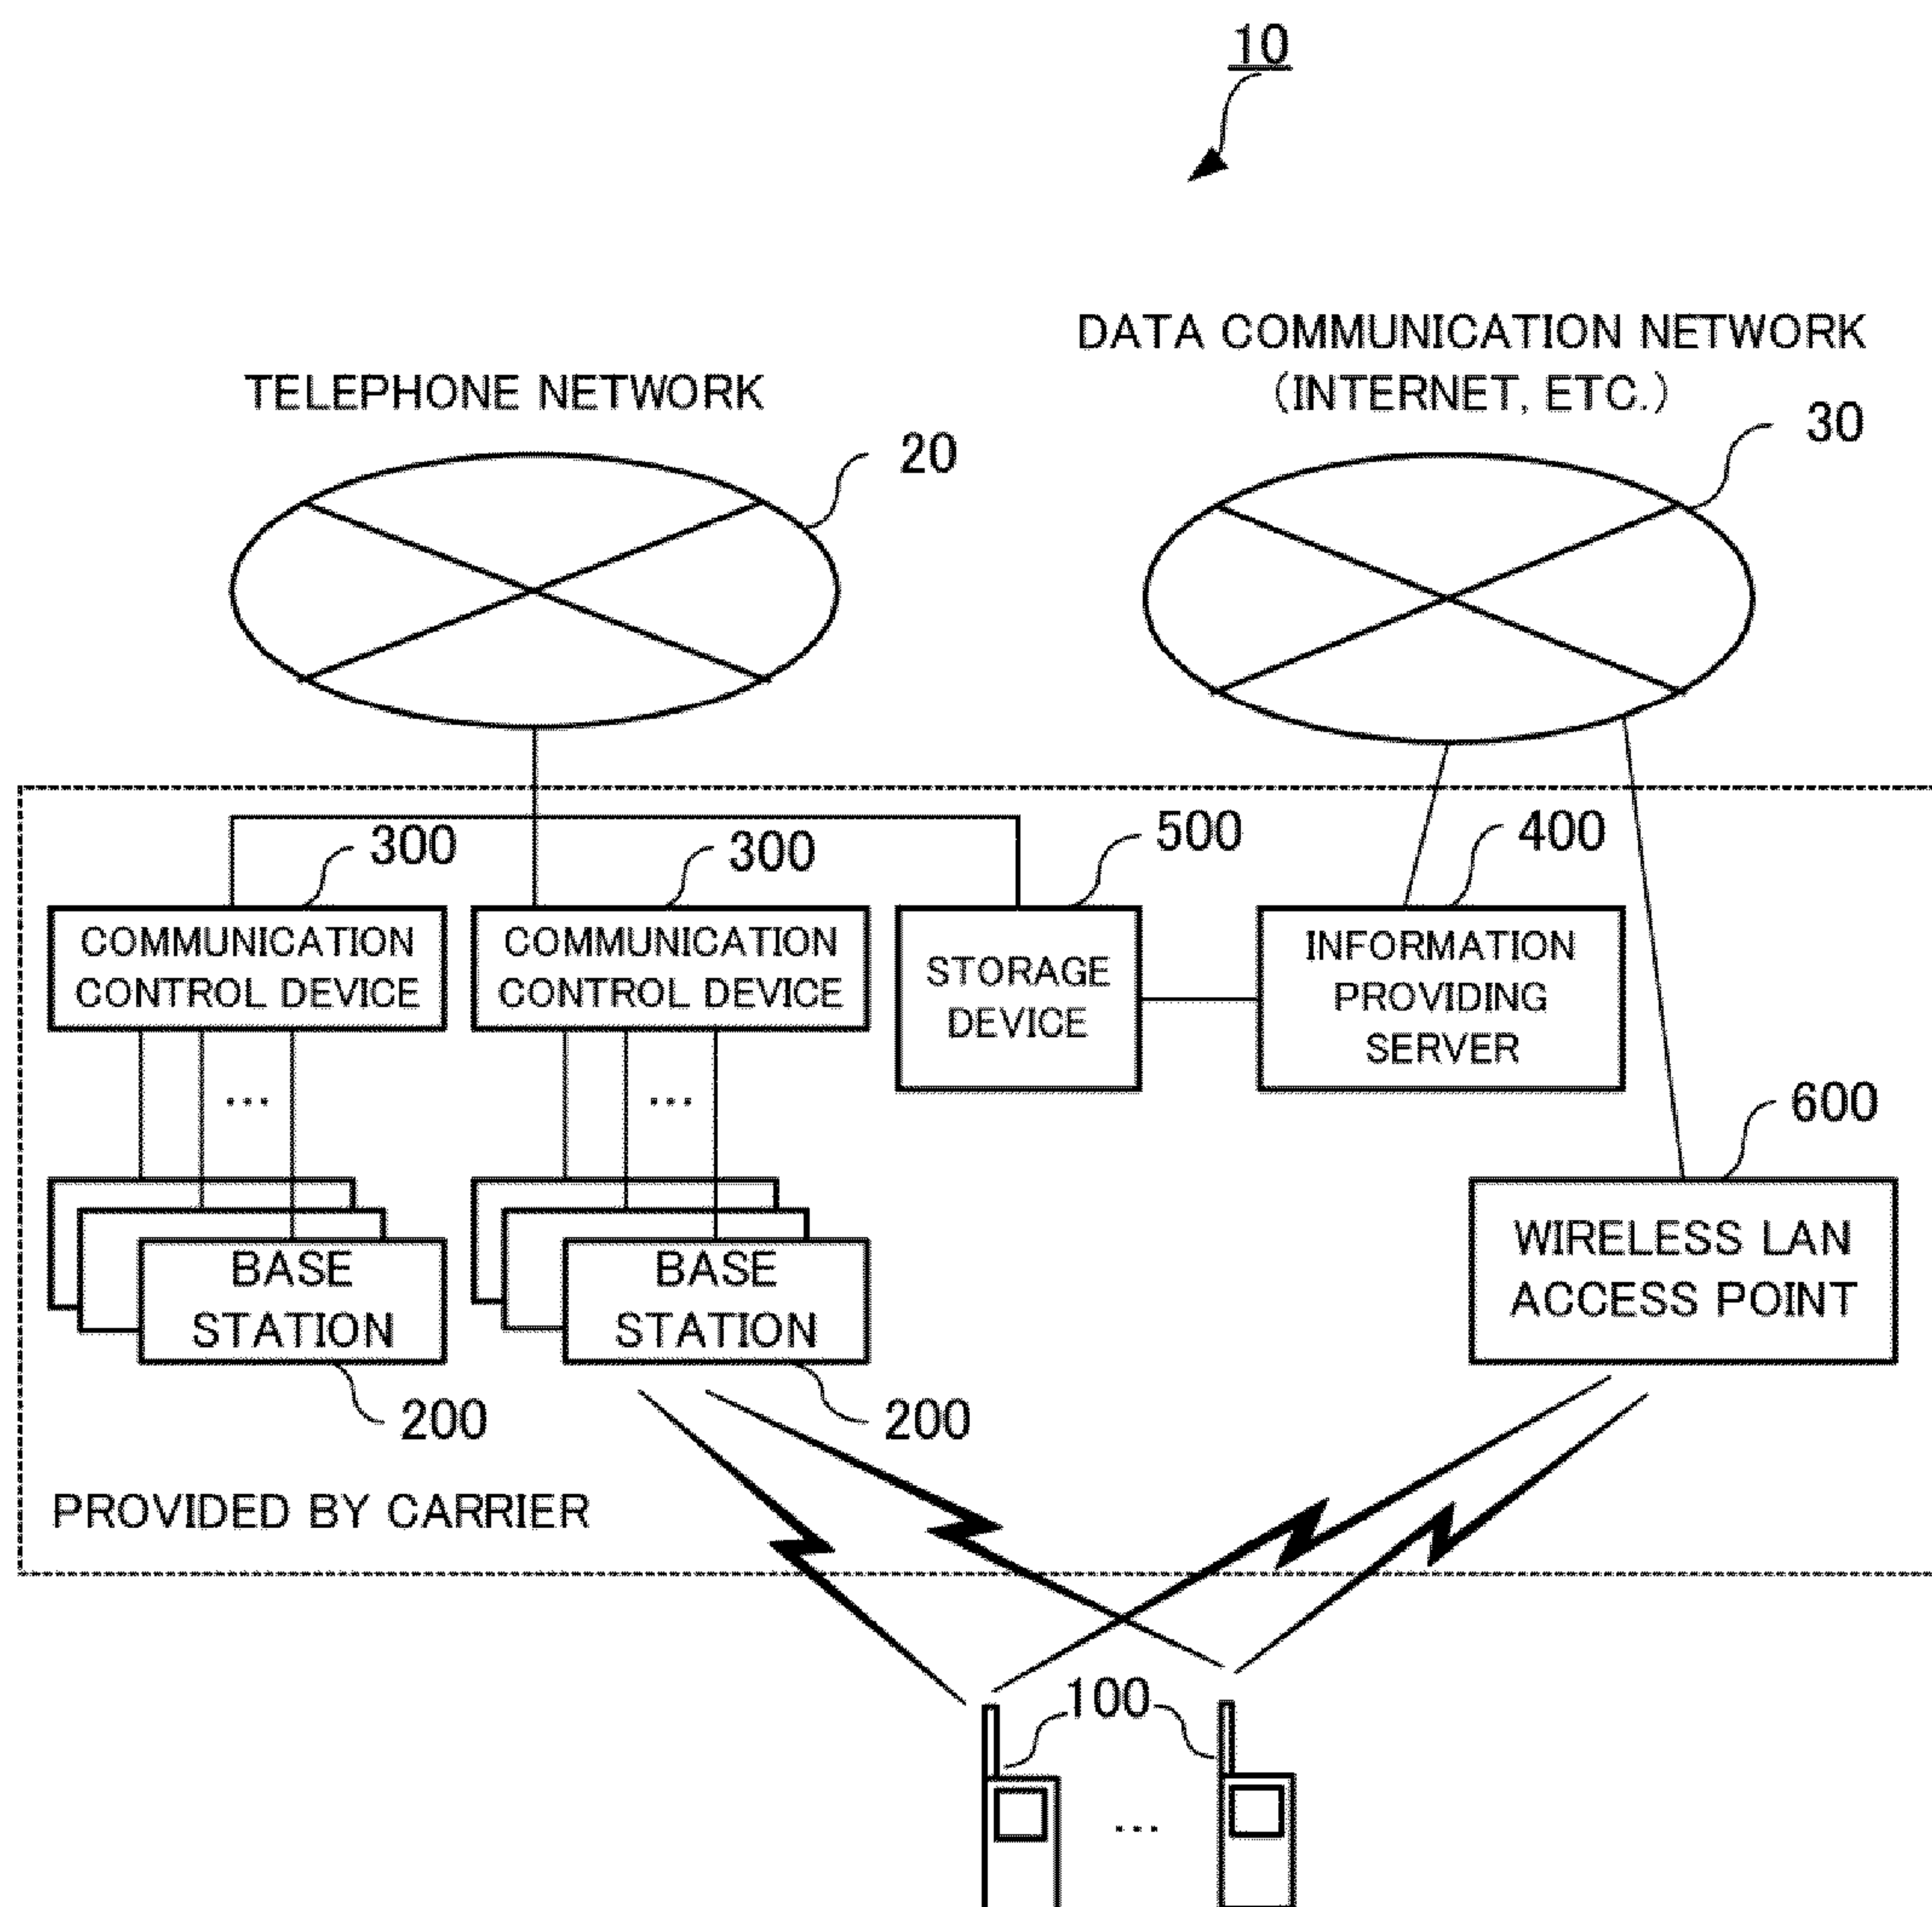 10
DATA COMMUNICATION NETWORK
(INTERNET, ETC.)
TELEPHONE NETWORK
20
30
300
300
500
400
COMMUNICATION
CONTROL DEVICE
COMMUNICATION
CONTROL DEVICE
STORAGE
DEVICE
INFORMATION
PROVIDING
SERVER
...
...
600
BASE
STATION
BASE
STATION
WIRELESS LAN
ACCESS POINT
200
200
PROVIDED BY CARRIER
100
...